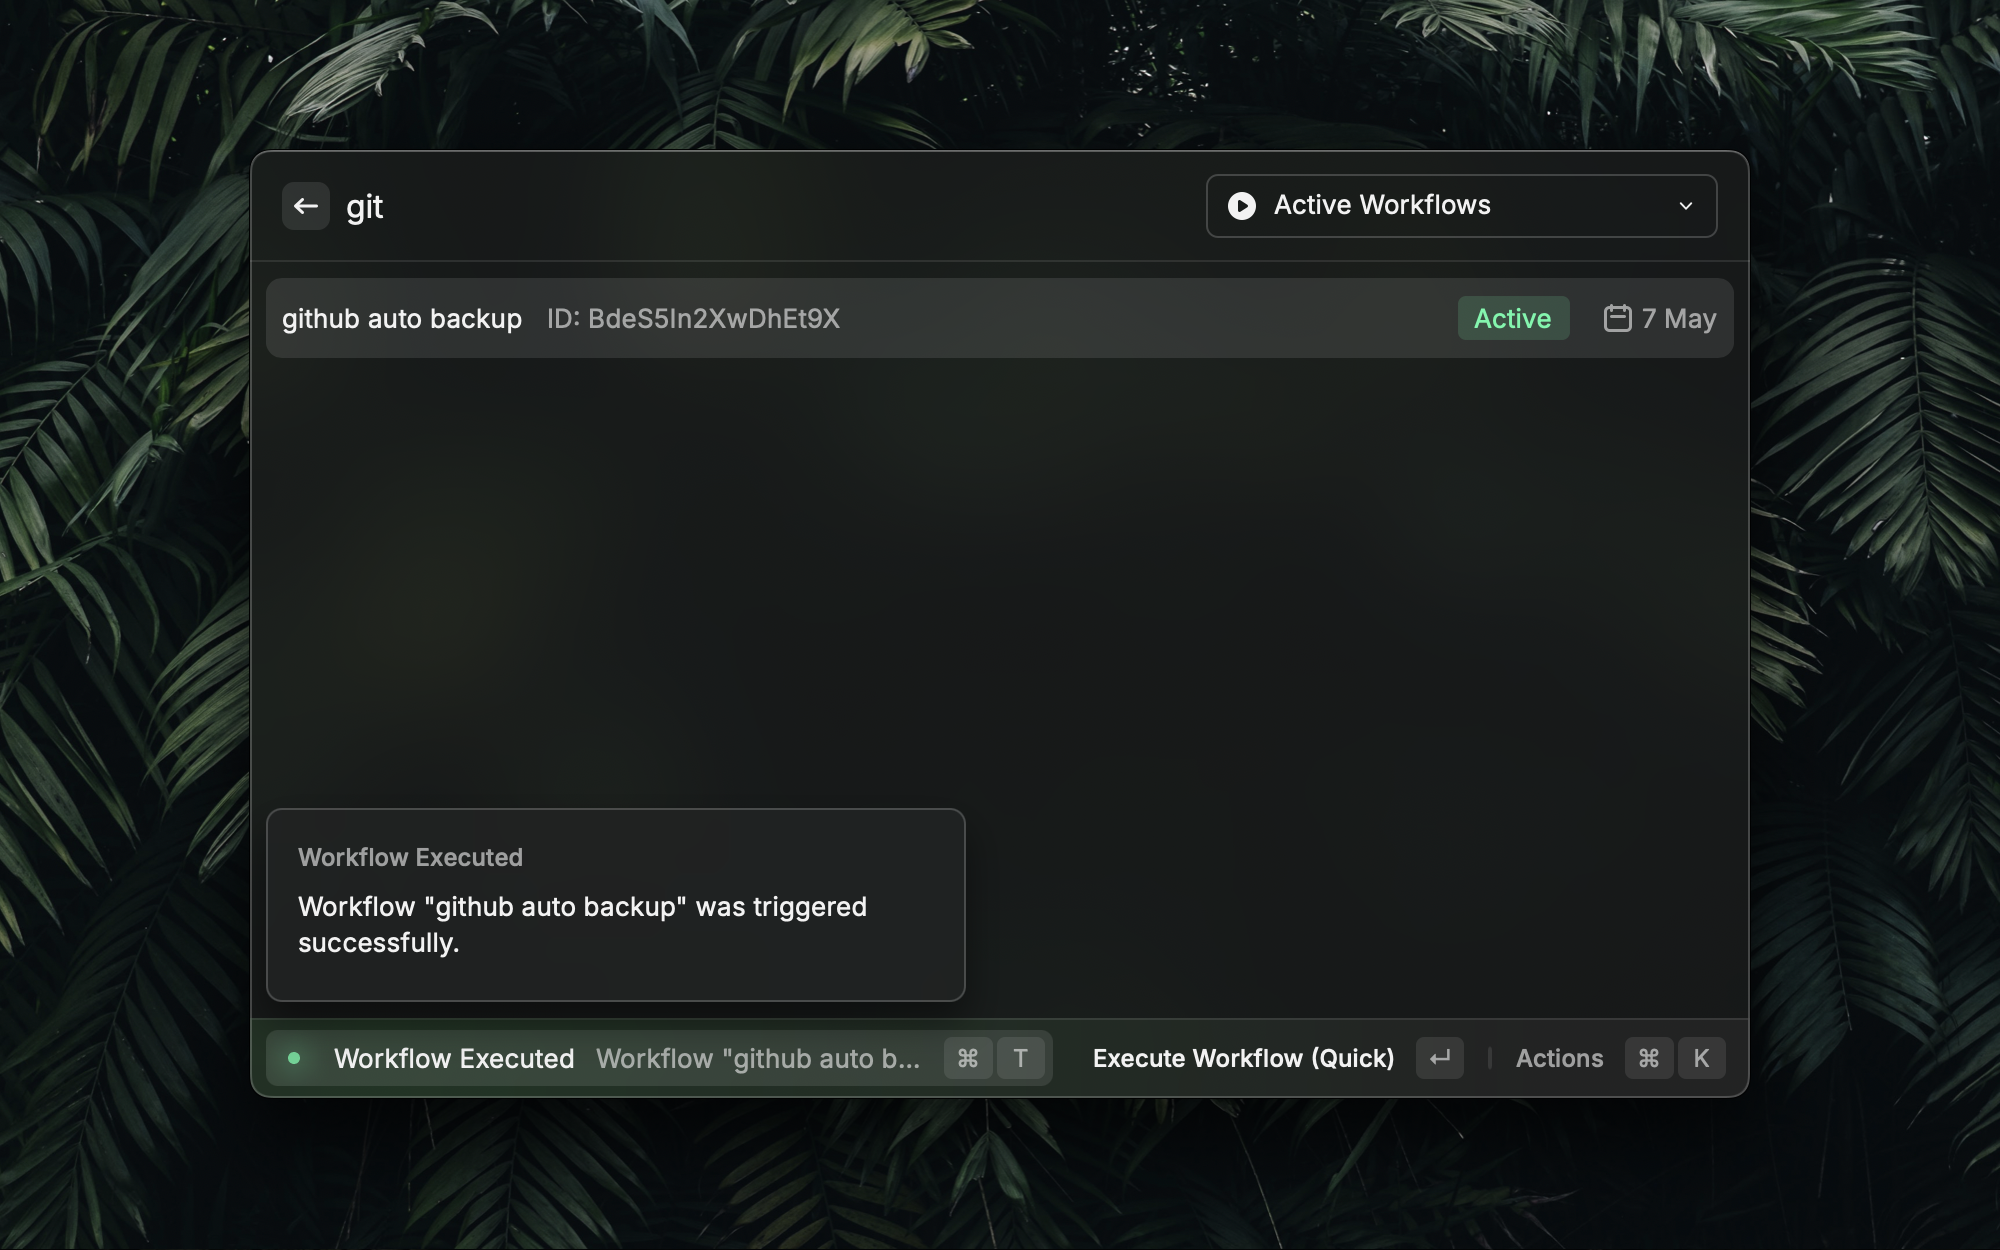 git
Active Workflows
github auto backup ID: BdeS5In2XwDhEt9X Active 7 May
Workflow Executed
Workflow "github auto backup" was triggered
successfully.
Workflow Executed Workflow "github auto b... ⌘ T Execute Workflow (Quick) ↵ Actions ⌘ K